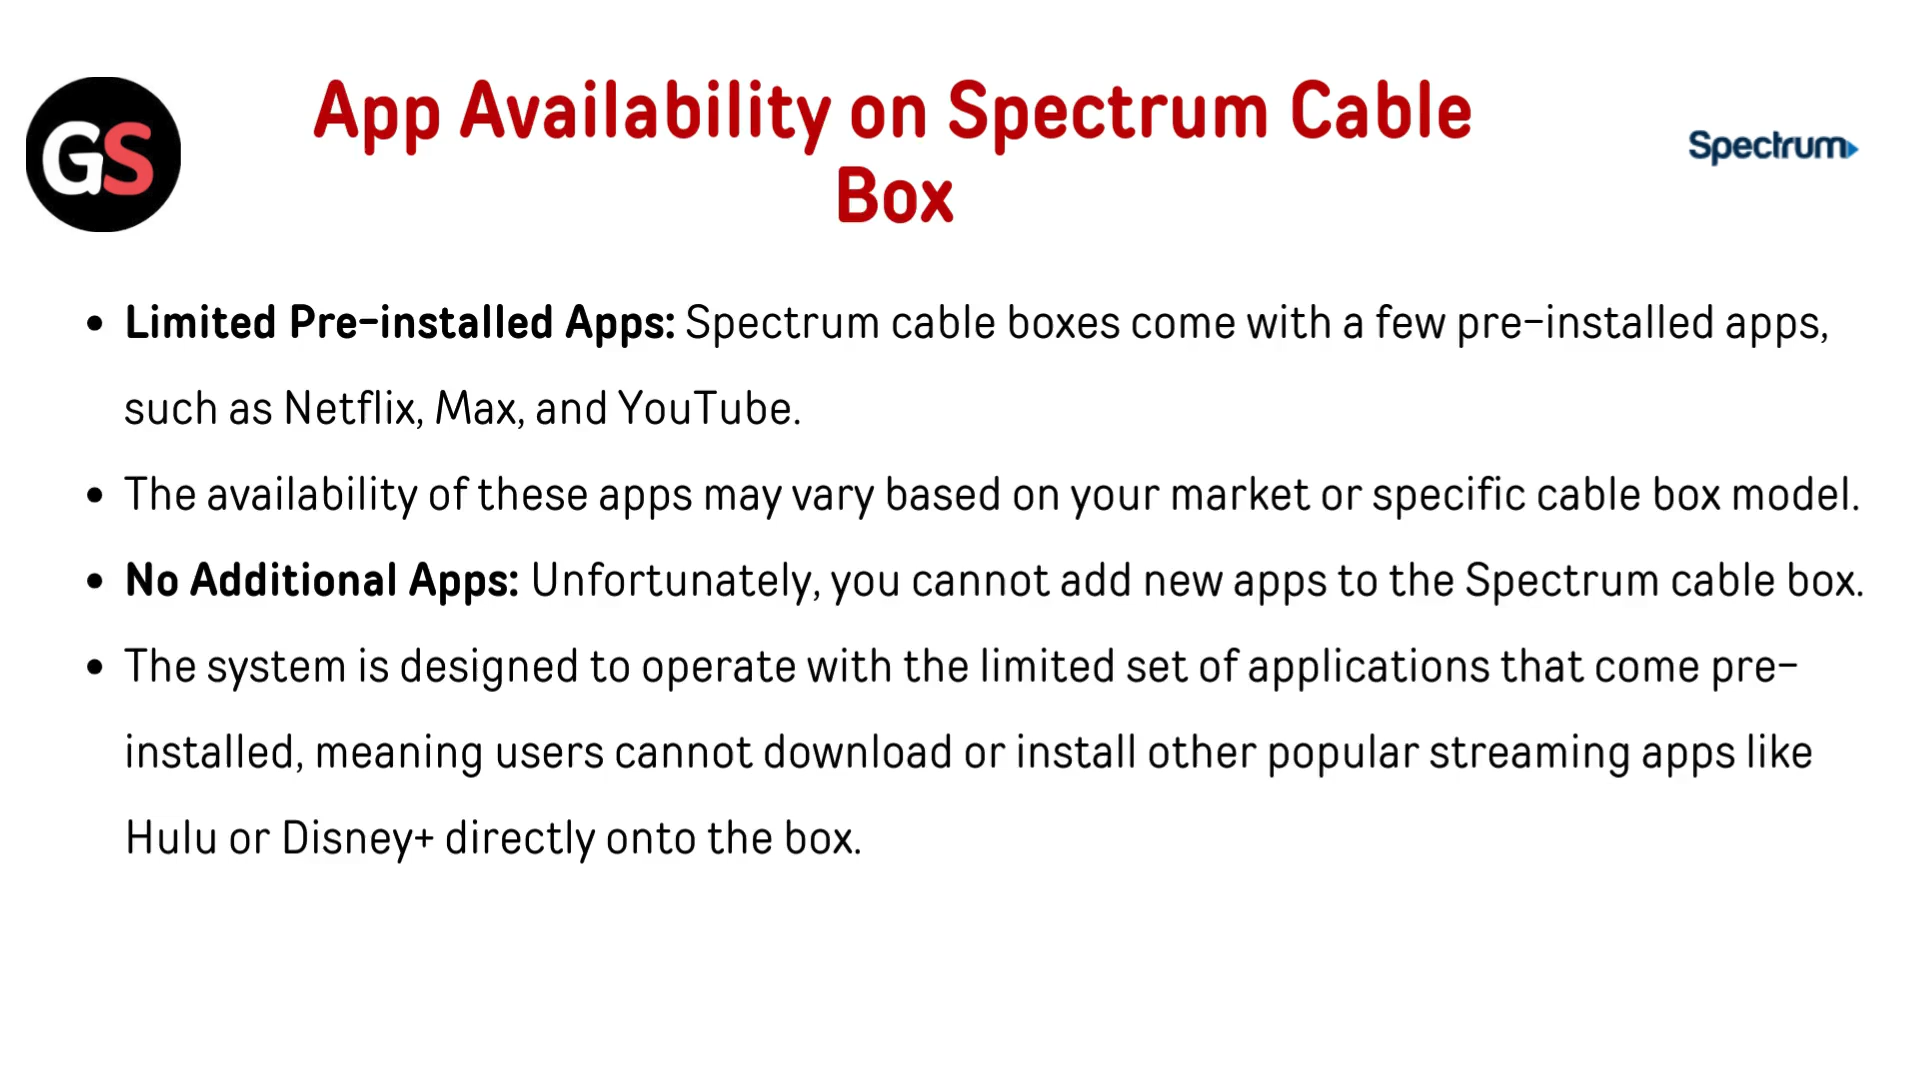 GS
App Availability on Spectrum Cable
Box
Spectrum
• Limited Pre-installed Apps: Spectrum cable boxes come with a few pre-installed apps,
such as Netflix, Max, and YouTube.
• The availability of these apps may vary based on your market or specific cable box model.
• No Additional Apps: Unfortunately, you cannot add new apps to the Spectrum cable box.
• The system is designed to operate with the limited set of applications that come pre-
installed, meaning users cannot download or install other popular streaming apps like
Hulu or Disney+ directly onto the box.